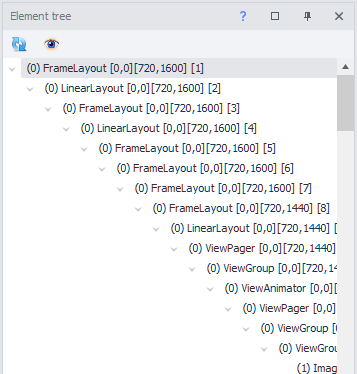 Element tree
(0) FrameLayout [0,0][720,1600] [1]
(0) LinearLayout [0,0][720,1600] [2]
(0) FrameLayout [0,0][720,1600] [3]
(0) LinearLayout [0,0][720,1600] [4]
(0) FrameLayout [0,0][720,1600] [5]
(0) FrameLayout [0,0][720,1600] [6]
(0) FrameLayout [0,0][720,1600] [7]
(0) FrameLayout [0,0][720,1440] [8]
(0) LinearLayout [0,0][720,1440] [
(0) ViewPager [0,0][720,1440]
(0) ViewGroup [0,0][720,14
(0) ViewAnimator [0,0][
(0) ViewPager [0,0][7
(0) ViewGroup [0,
(0) ViewGrou
(1) Imag